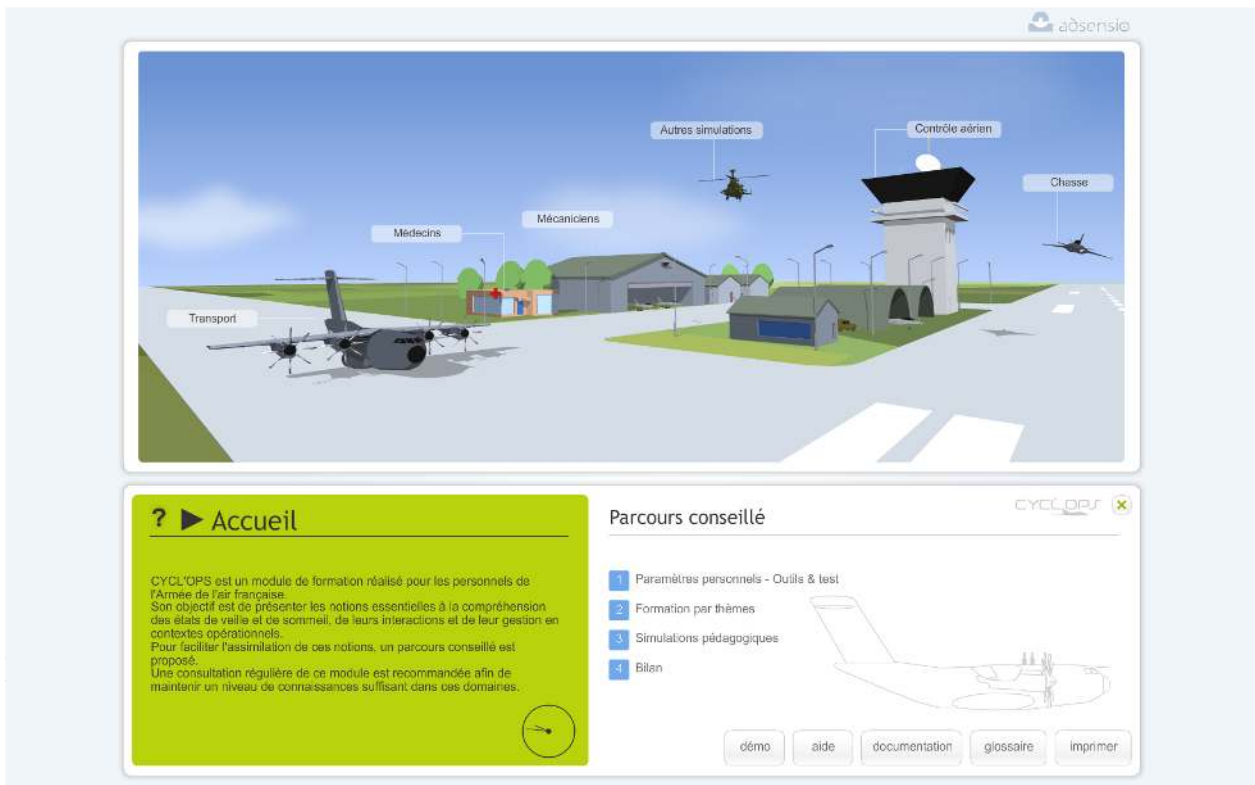 adsensio
Autres simulations
Contrôle aérien
Chasse
Mécaniciens
Médecins
Transport
? Accueil
CYCL'OPS est un module de formation réalisé pour les personnels de
l'Armée de l'air française.
Son objectif est de présenter les notions essentielles à la compréhension
des états de veille et de sommeil, de leurs interactions et de leur gestion en
contextes opérationnels.
Pour faciliter l'assimilation de ces notions, un parcours conseillé est
proposé.
Une consultation régulière de ce module est recommandée afin de
maintenir un niveau de connaissances suffisant dans ces domaines.
Parcours conseillé
CYCL'OPS
1 Paramètres personnels - Outils & test
2 Formation par thèmes
3 Simulations pédagogiques
4 Bilan
démo aide documentation glossaire imprimer